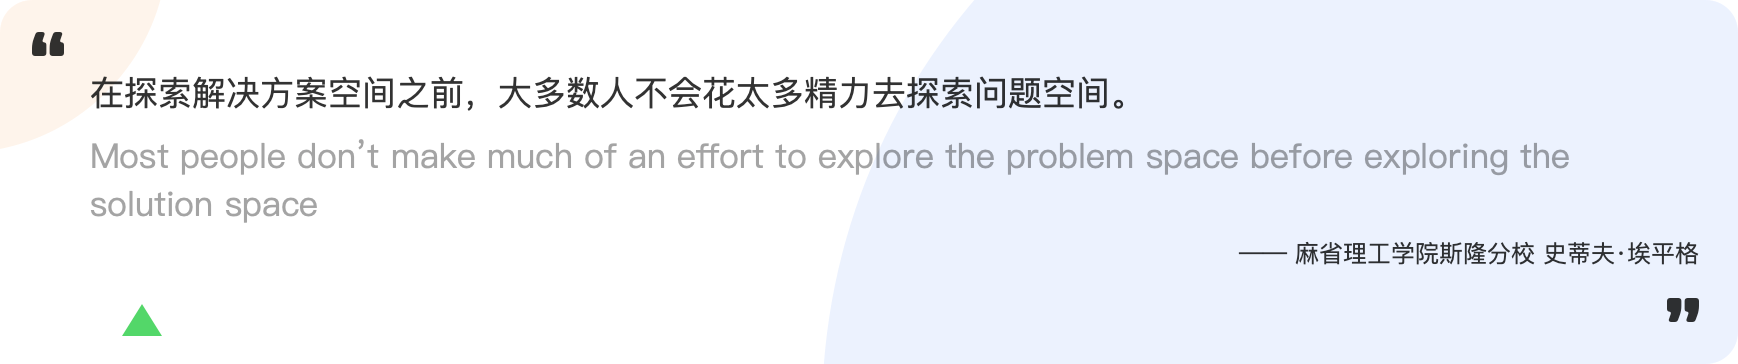 ❝
在探索解决方案空间之前，大多数人不会花太多精力去探索问题空间。
Most people don’t make much of an effort to explore the problem space before exploring the
solution space
—— 麻省理工学院斯隆分校 史蒂夫·埃平格
❞